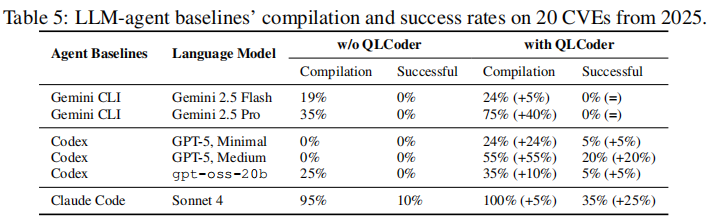 Table 5: LLM-agent baselines' compilation and success rates on 20 CVEs from 2025.
Agent Baselines Language Model w/o QLCoder with QLCoder
Compilation Successful Compilation Successful
Gemini CLI Gemini 2.5 Flash 19% 0% 24% (+5%) 0% (=)
Gemini CLI Gemini 2.5 Pro 35% 0% 75% (+40%) 0% (=)
Codex GPT-5, Minimal 0% 0% 24% (+24%) 5% (+5%)
Codex GPT-5, Medium 0% 0% 55% (+55%) 20% (+20%)
Codex gpt-oss-20b 25% 0% 35% (+10%) 5% (+5%)
Claude Code Sonnet 4 95% 10% 100% (+5%) 35% (+25%)